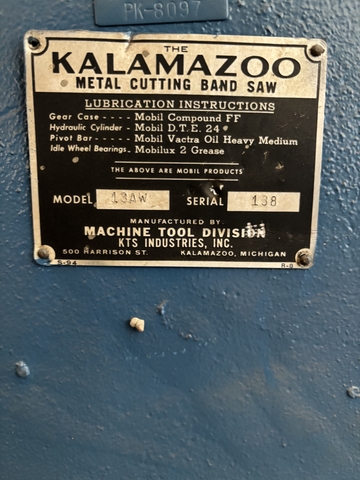 PK-8097
THE
KALAMAZOO
METAL CUTTING BAND SAW
LUBRICATION INSTRUCTIONS
Gear Case - - - - Mobil Compound FF
Hydraulic Cylinder - Mobil D.T.E. 24
Pivot Bar - - - - - Mobil Vactra Oil Heavy Medium
Idle Wheel Bearings - Mobilux 2 Grease
THE ABOVE ARE MOBIL PRODUCTS
MODEL 13AW SERIAL 138
MANUFACTURED BY
MACHINE TOOL DIVISION
KTS INDUSTRIES, INC.
500 HARRISON ST. KALAMAZOO, MICHIGAN
S-94 R-8